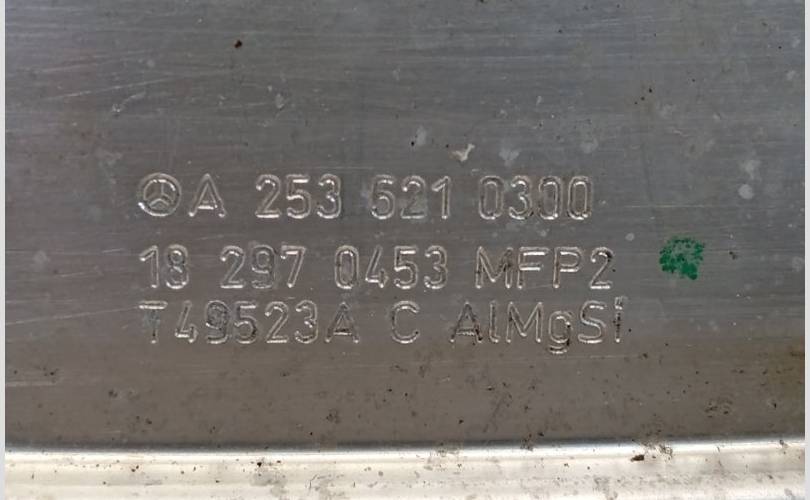 A 253 621 0300
18 297 0453 MFP2
T49523A C AlMgSi